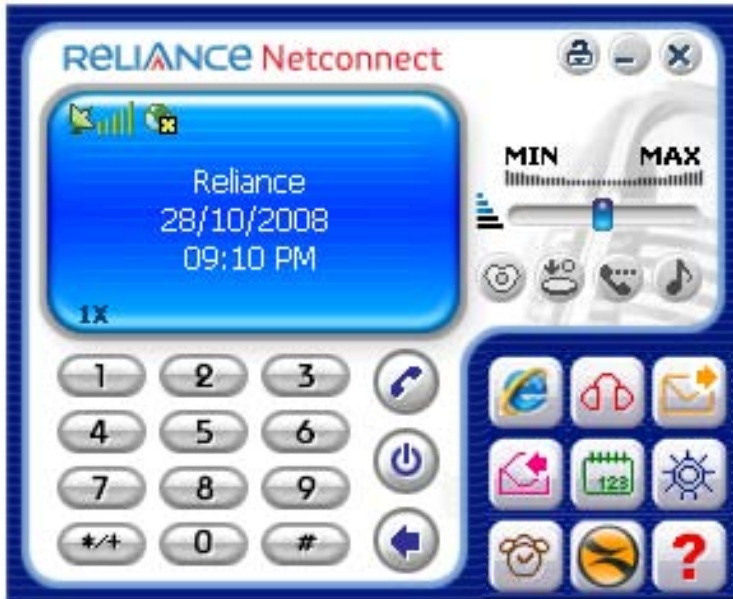 RELIANCE Netconnect
Reliance
28/10/2008
09:10 PM
1X
MIN MAX
1 2 3
4 5 6
7 8 9
*/+ 0 #
123
?